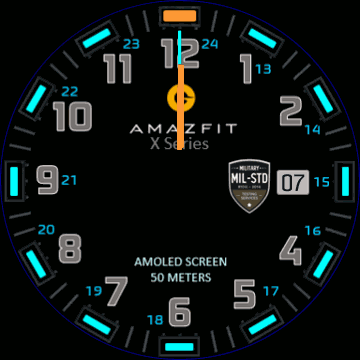 23 24
12
11 1
13
22
10 2
14
AMAZFIT
X Series
MILITARY
MIL-STD
9 21 07 15
20 16
8 4
AMOLED SCREEN
50 METERS
19 7 5 17
18 6